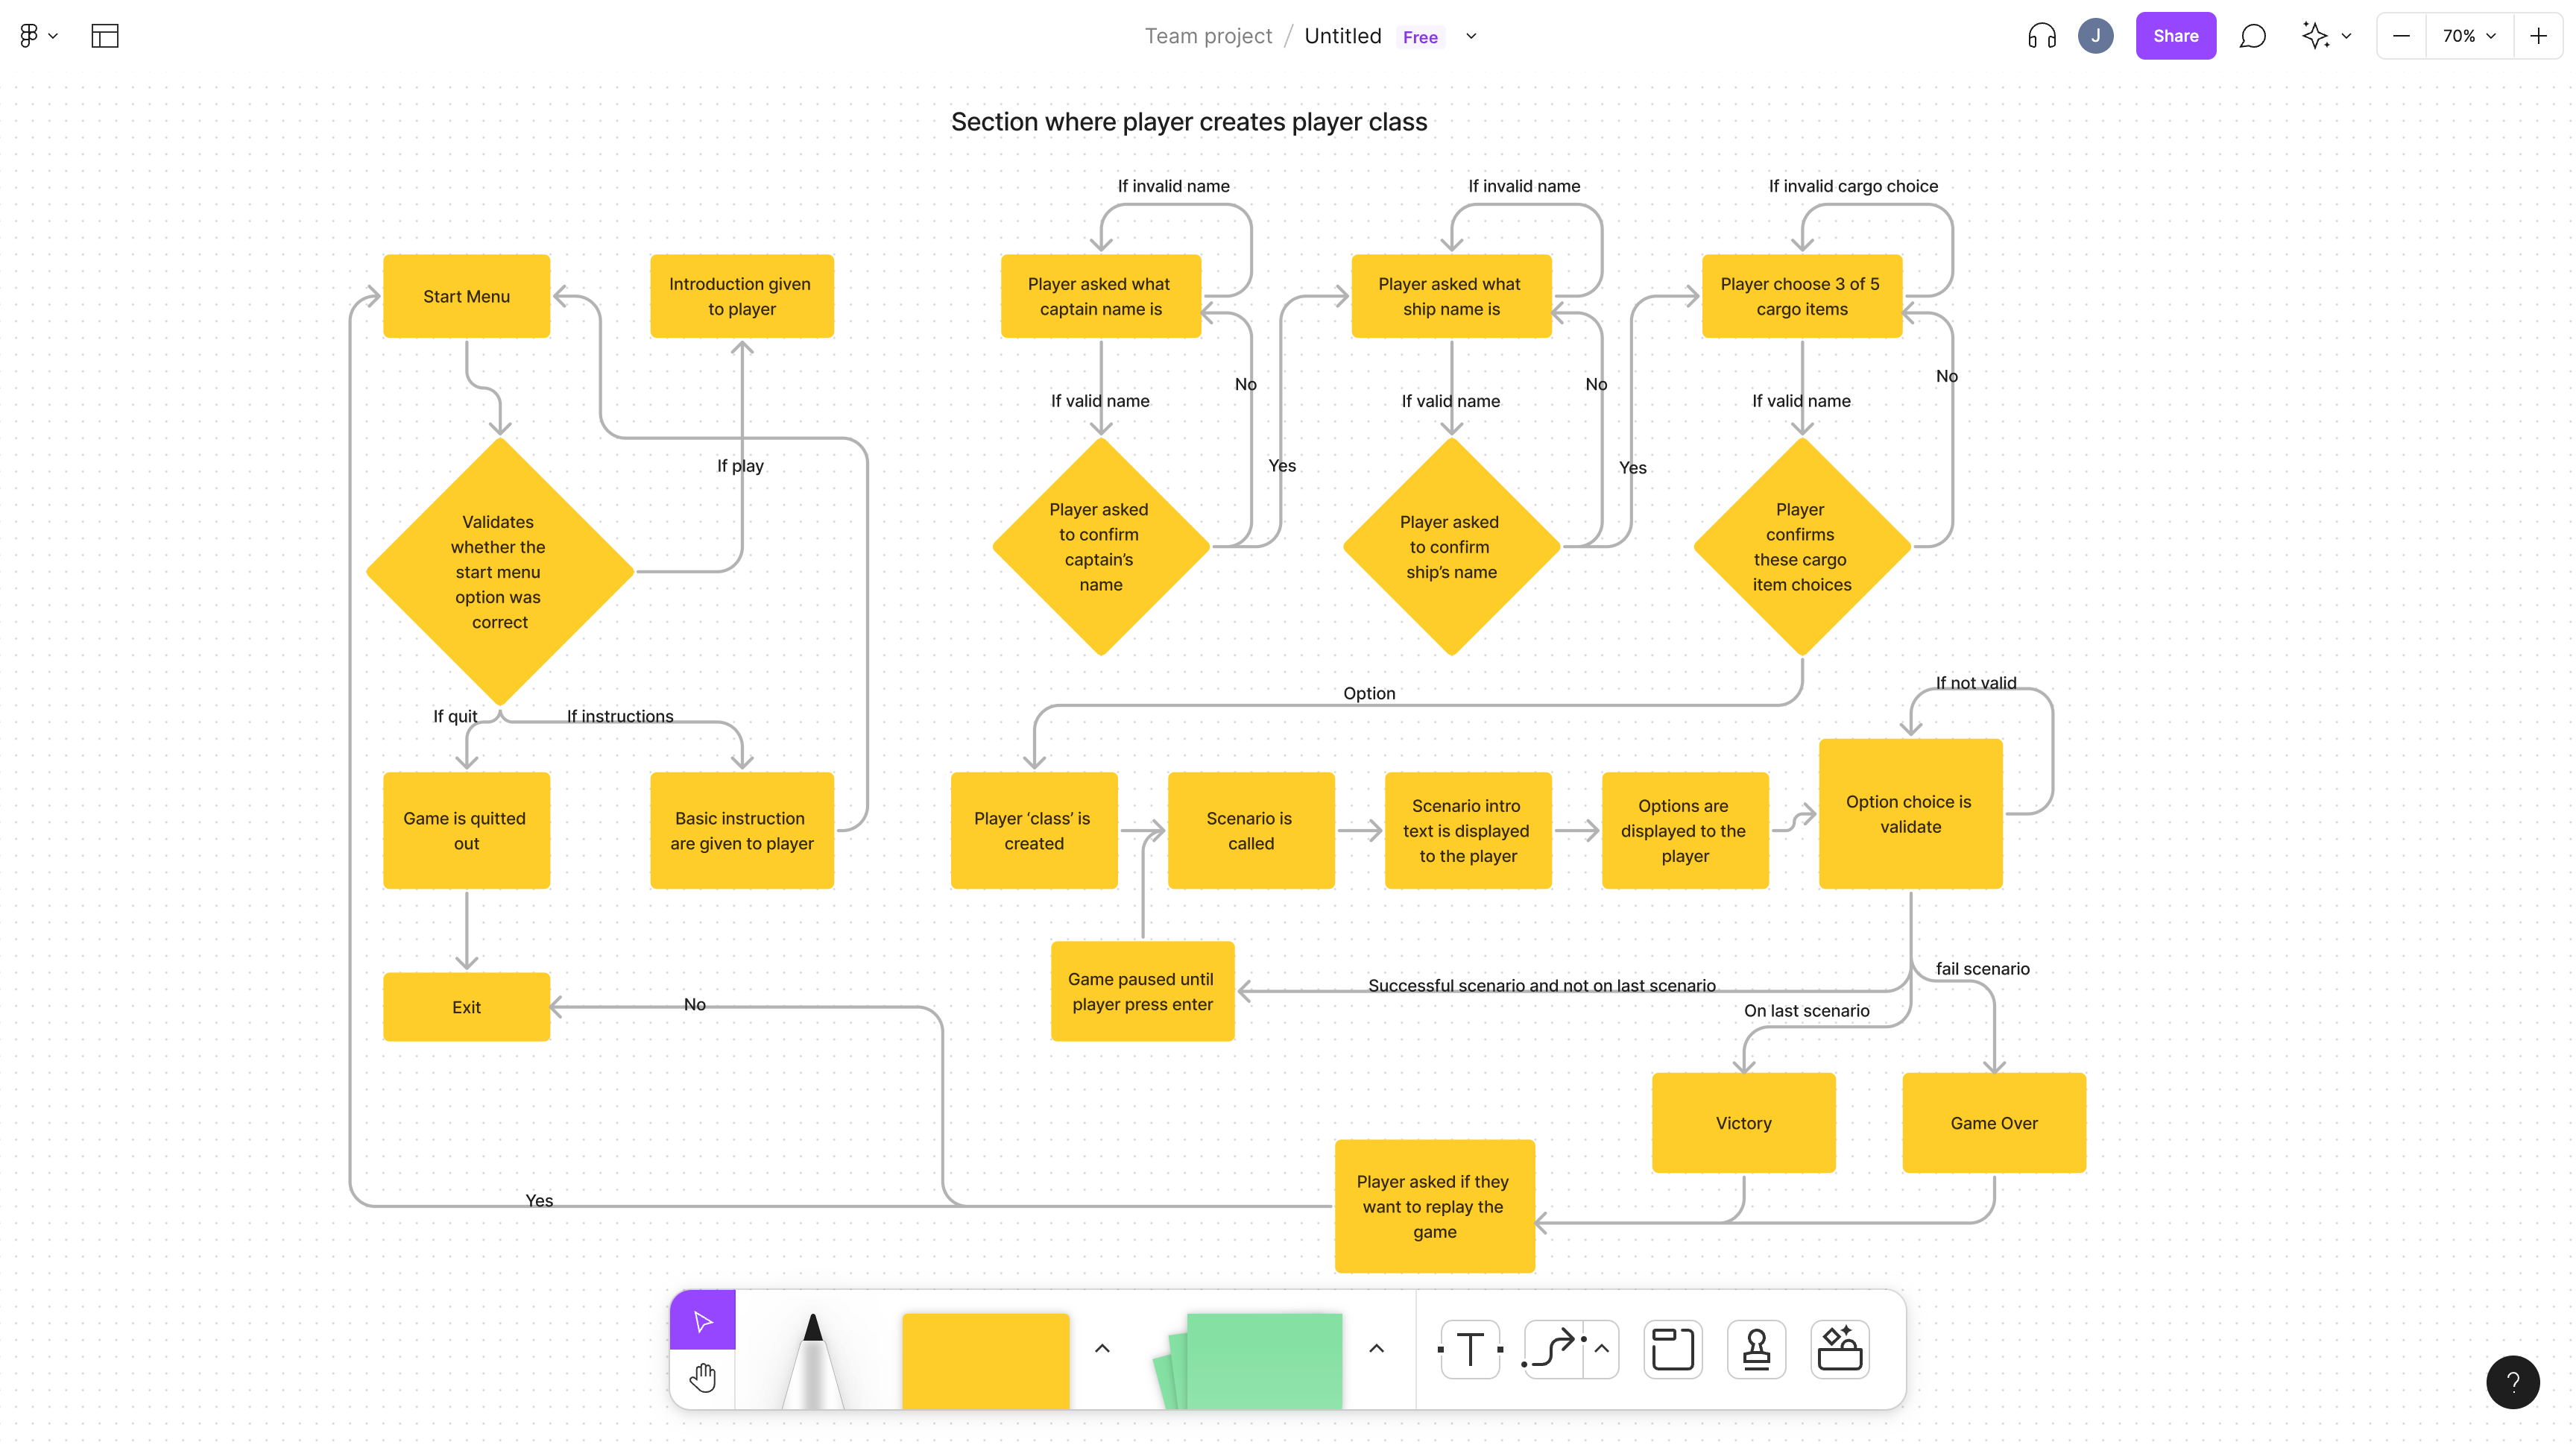 Team project / Untitled Free
J
Share
70%
Section where player creates player class
If invalid name
If invalid name
If invalid cargo choice
Start Menu
Introduction given
to player
Player asked what
captain name is
Player asked what
ship name is
Player choose 3 of 5
cargo items
No
No
No
If valid name
If valid name
If valid name
If play
Yes
Yes
Validates
whether the
start menu
option was
correct
Player asked
to confirm
captain’s
name
Player asked
to confirm
ship’s name
Player
confirms
these cargo
item choices
If quit
If instructions
Option
If not valid
Game is quitted
out
Basic instruction
are given to player
Player ‘class’ is
created
Scenario is
called
Scenario intro
text is displayed
to the player
Options are
displayed to the
player
Option choice is
validate
Exit
No
Game paused until
player press enter
Successful scenario and not on last scenario
fail scenario
On last scenario
Victory
Game Over
Yes
Player asked if they
want to replay the
game
T
?